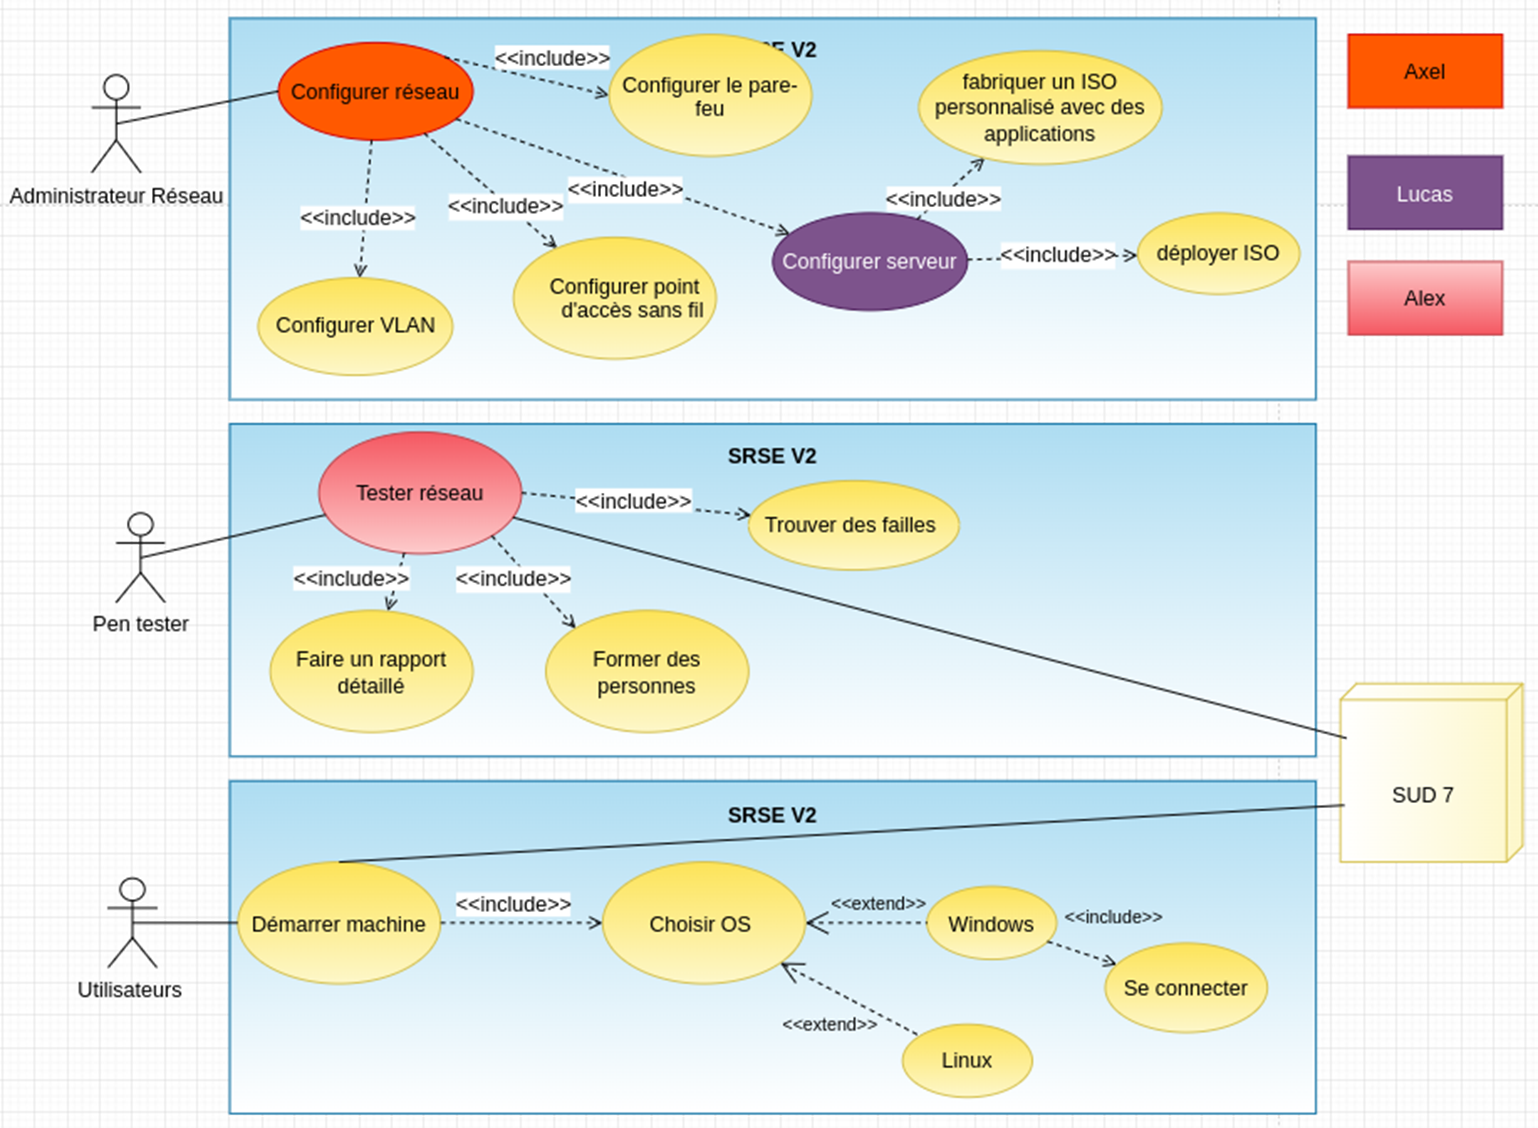 E V2
Configurer réseau
<<include>>
Configurer le pare-
feu
fabriquer un ISO
personnalisé avec des
applications
Axel
Administrateur Réseau
<<include>>
<<include>>
<<include>>
<<include>>
Lucas
Configurer serveur
<<include>>
déployer ISO
Configurer point
d'accès sans fil
Configurer VLAN
Alex
SRSE V2
Tester réseau
<<include>>
Trouver des failles
Pen tester
<<include>>
<<include>>
Faire un rapport
détaillé
Former des
personnes
SUD 7
SRSE V2
Utilisateurs
Démarrer machine
<<include>>
Choisir OS
<<extend>>
Windows
<<include>>
Se connecter
<<extend>>
Linux